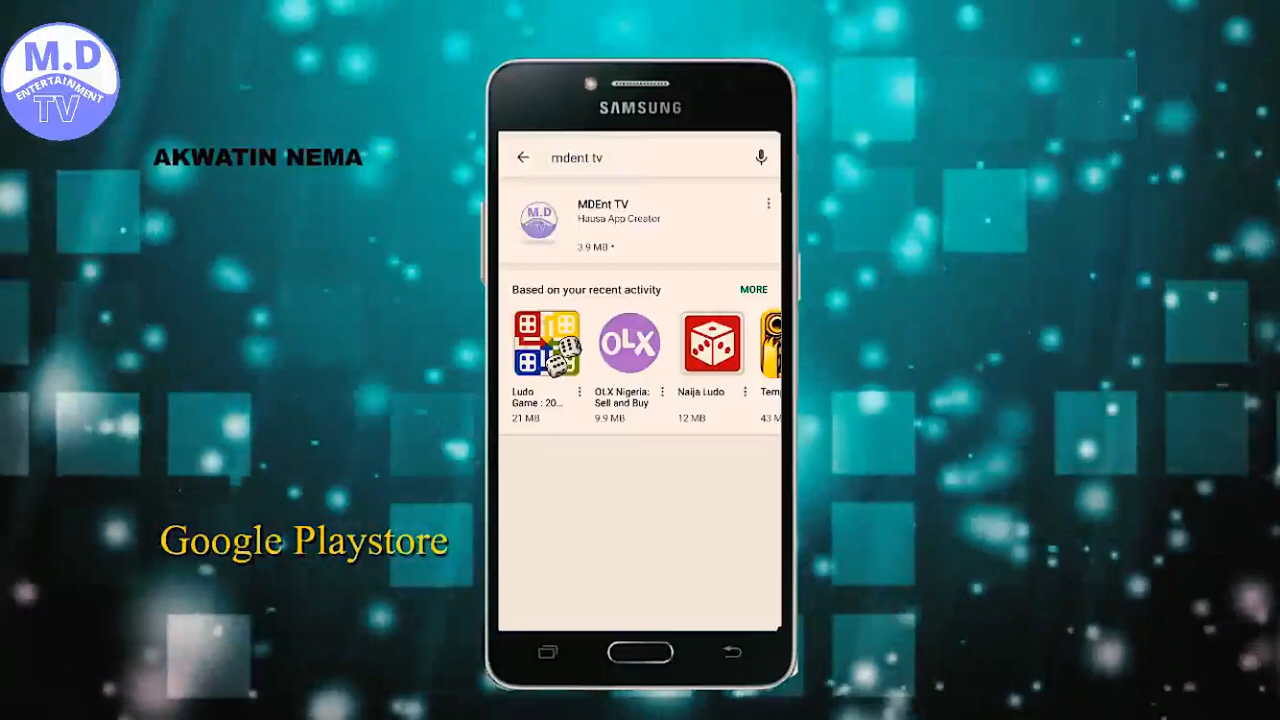 M.D
ENTERTAINMENT
TV
AKWATIN NEMA
SAMSUNG
mdent tv
M.D
MDEnt TV
Hausa App Creator
3.9 MB •
Based on your recent activity
MORE
OLX
Ludo
Game : 20...
21 MB
OLX Nigeria:
Sell and Buy
9.9 MB
Naija Ludo
12 MB
Tem
43 M
Google Playstore